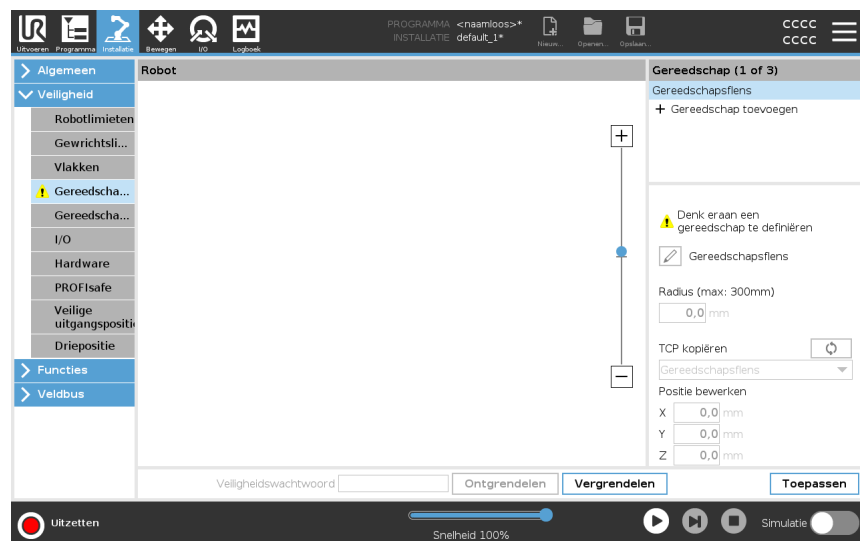 PROGRAMMA <naamloos>*
INSTALLATIE default_1*
Uitvoeren Programma Installatie Bewegen I/O Logboek
Nieuw... Openen... Opslaan...
CCCC
CCCC
Algemeen
Veiligheid
Robotlimieten
Gewrichtsli...
Vlakken
Gereedscha...
Gereedscha...
I/O
Hardware
PROFIsafe
Veilige
uitgangspositi
Driepositie
Functies
Veldbus
Robot
Gereedschap (1 of 3)
Gereedschapsflens
+ Gereedschap toevoegen
Denk eraan een
gereedschap te definiëren
Gereedschapsflens
Radius (max: 300mm)
0,0 mm
TCP kopiëren
Gereedschapsflens
Positie bewerken
X 0,0 mm
Y 0,0 mm
Z 0,0 mm
Veiligheidswachtwoord Ontgrendelen Vergrendelen Toepassen
Uitzetten
Snelheid 100%
Simulatie